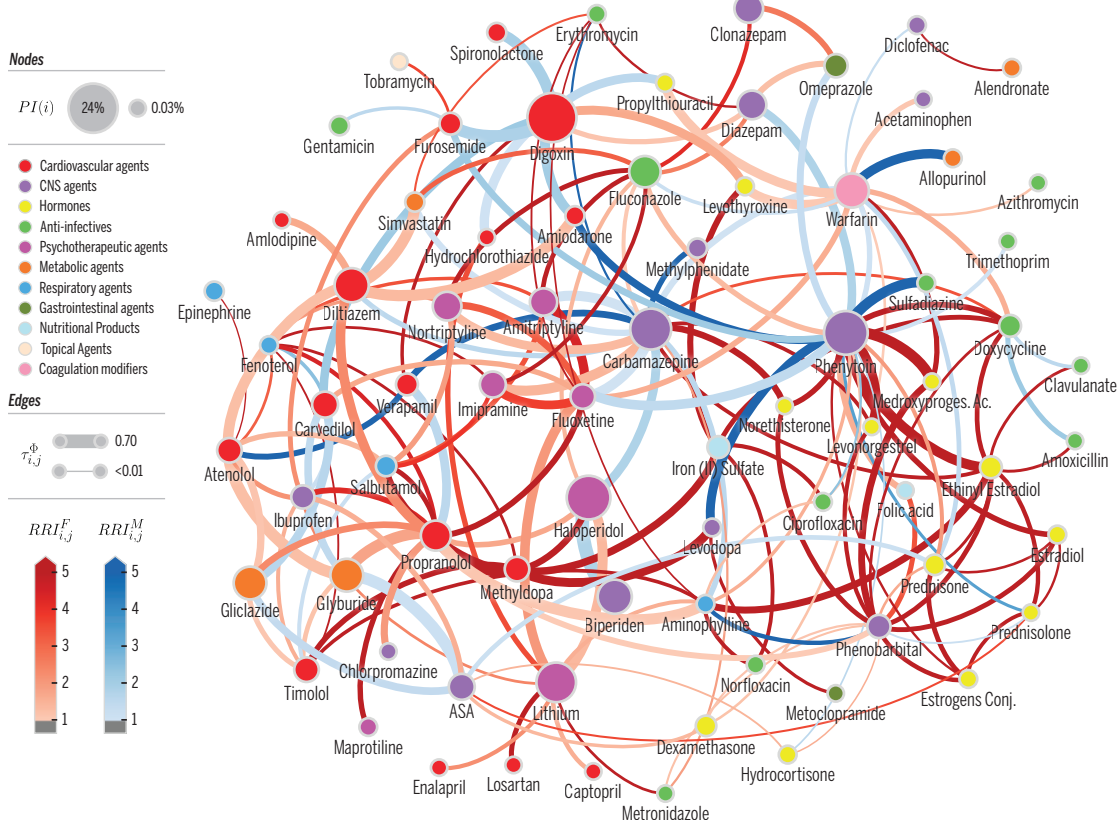 Nodes
PI(i)
24%
0.03%
Cardiovascular agents
CNS agents
Hormones
Anti-infectives
Psychotherapeutic agents
Metabolic agents
Respiratory agents
Gastrointestinal agents
Nutritional Products
Topical Agents
Coagulation modifiers
Edges
τ^Φ_{i,j}
0.70
<0.01
RRI^F_{i,j}
RRI^M_{i,j}
5
4
3
2
1
5
4
3
2
1
Erythromycin
Clonazepam
Spironolactone
Diclofenac
Tobramycin
Omeprazole
Alendronate
Propylthiouracil
Acetaminophen
Diazepam
Gentamicin
Furosemide
Digoxin
Allopurinol
Fluconazole
Levothyroxine
Warfarin
Azithromycin
Simvastatin
Amiodarone
Amlodipine
Hydrochlorothiazide
Methylphenidate
Trimethoprim
Epinephrine
Diltiazem
Sulfadiazine
Nortriptyline
Amitriptyline
Doxycycline
Carbamazepine
Phenytoin
Fenoterol
Clavulanate
Medroxyproges. Ac.
Verapamil
Imipramine
Fluoxetine
Carvedilol
Norethisterone
Levonorgestrel
Amoxicillin
Atenolol
Iron (II) Sulfate
Salbutamol
Ethinyl Estradiol
Folic acid
Ibuprofen
Haloperidol
Ciprofloxacin
Levodopa
Estradiol
Propranolol
Prednisone
Gliclazide
Glyburide
Methyldopa
Biperiden
Aminophylline
Prednisolone
Phenobarbital
Chlorpromazine
Timolol
Norfloxacin
ASA
Lithium
Metoclopramide
Estrogens Conj.
Maprotiline
Dexamethasone
Hydrocortisone
Enalapril
Losartan
Captopril
Metronidazole